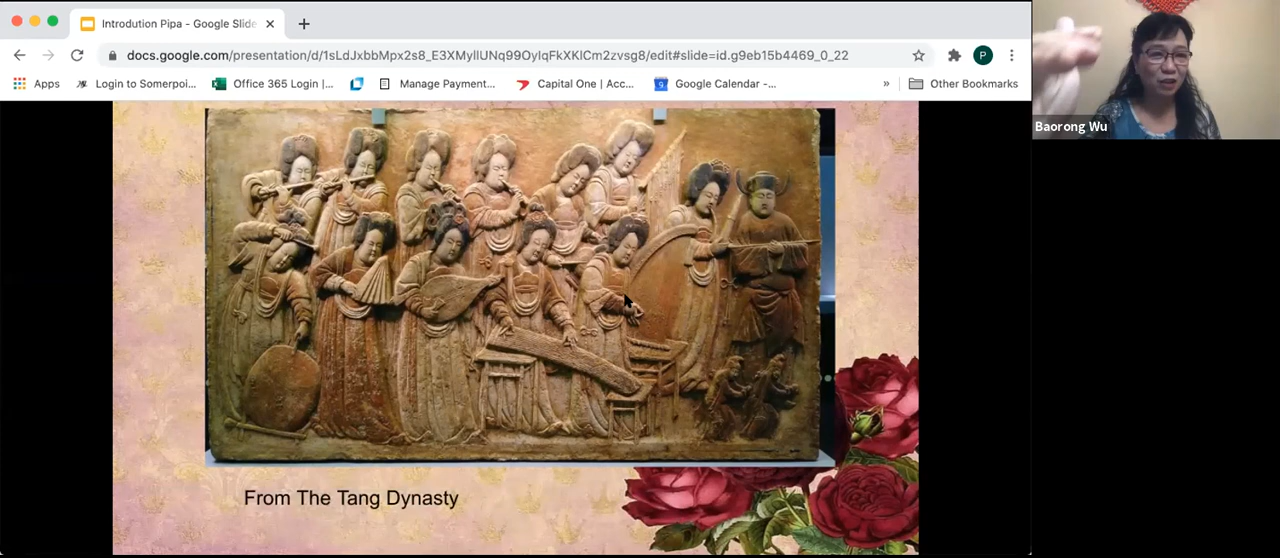 Introdution Pipa - Google Slide
docs.google.com/presentation/d/1sLdJxbbMpx2s8_E3XMyllUNq99OylqFkXKlCm2zvsg8/edit#slide=id.g9eb15b4469_0_22
P
Apps
Login to Somerpoi...
Office 365 Login |...
Manage Payment...
Capital One | Acc...
Google Calendar -...
»
Other Bookmarks
Baorong Wu
From The Tang Dynasty